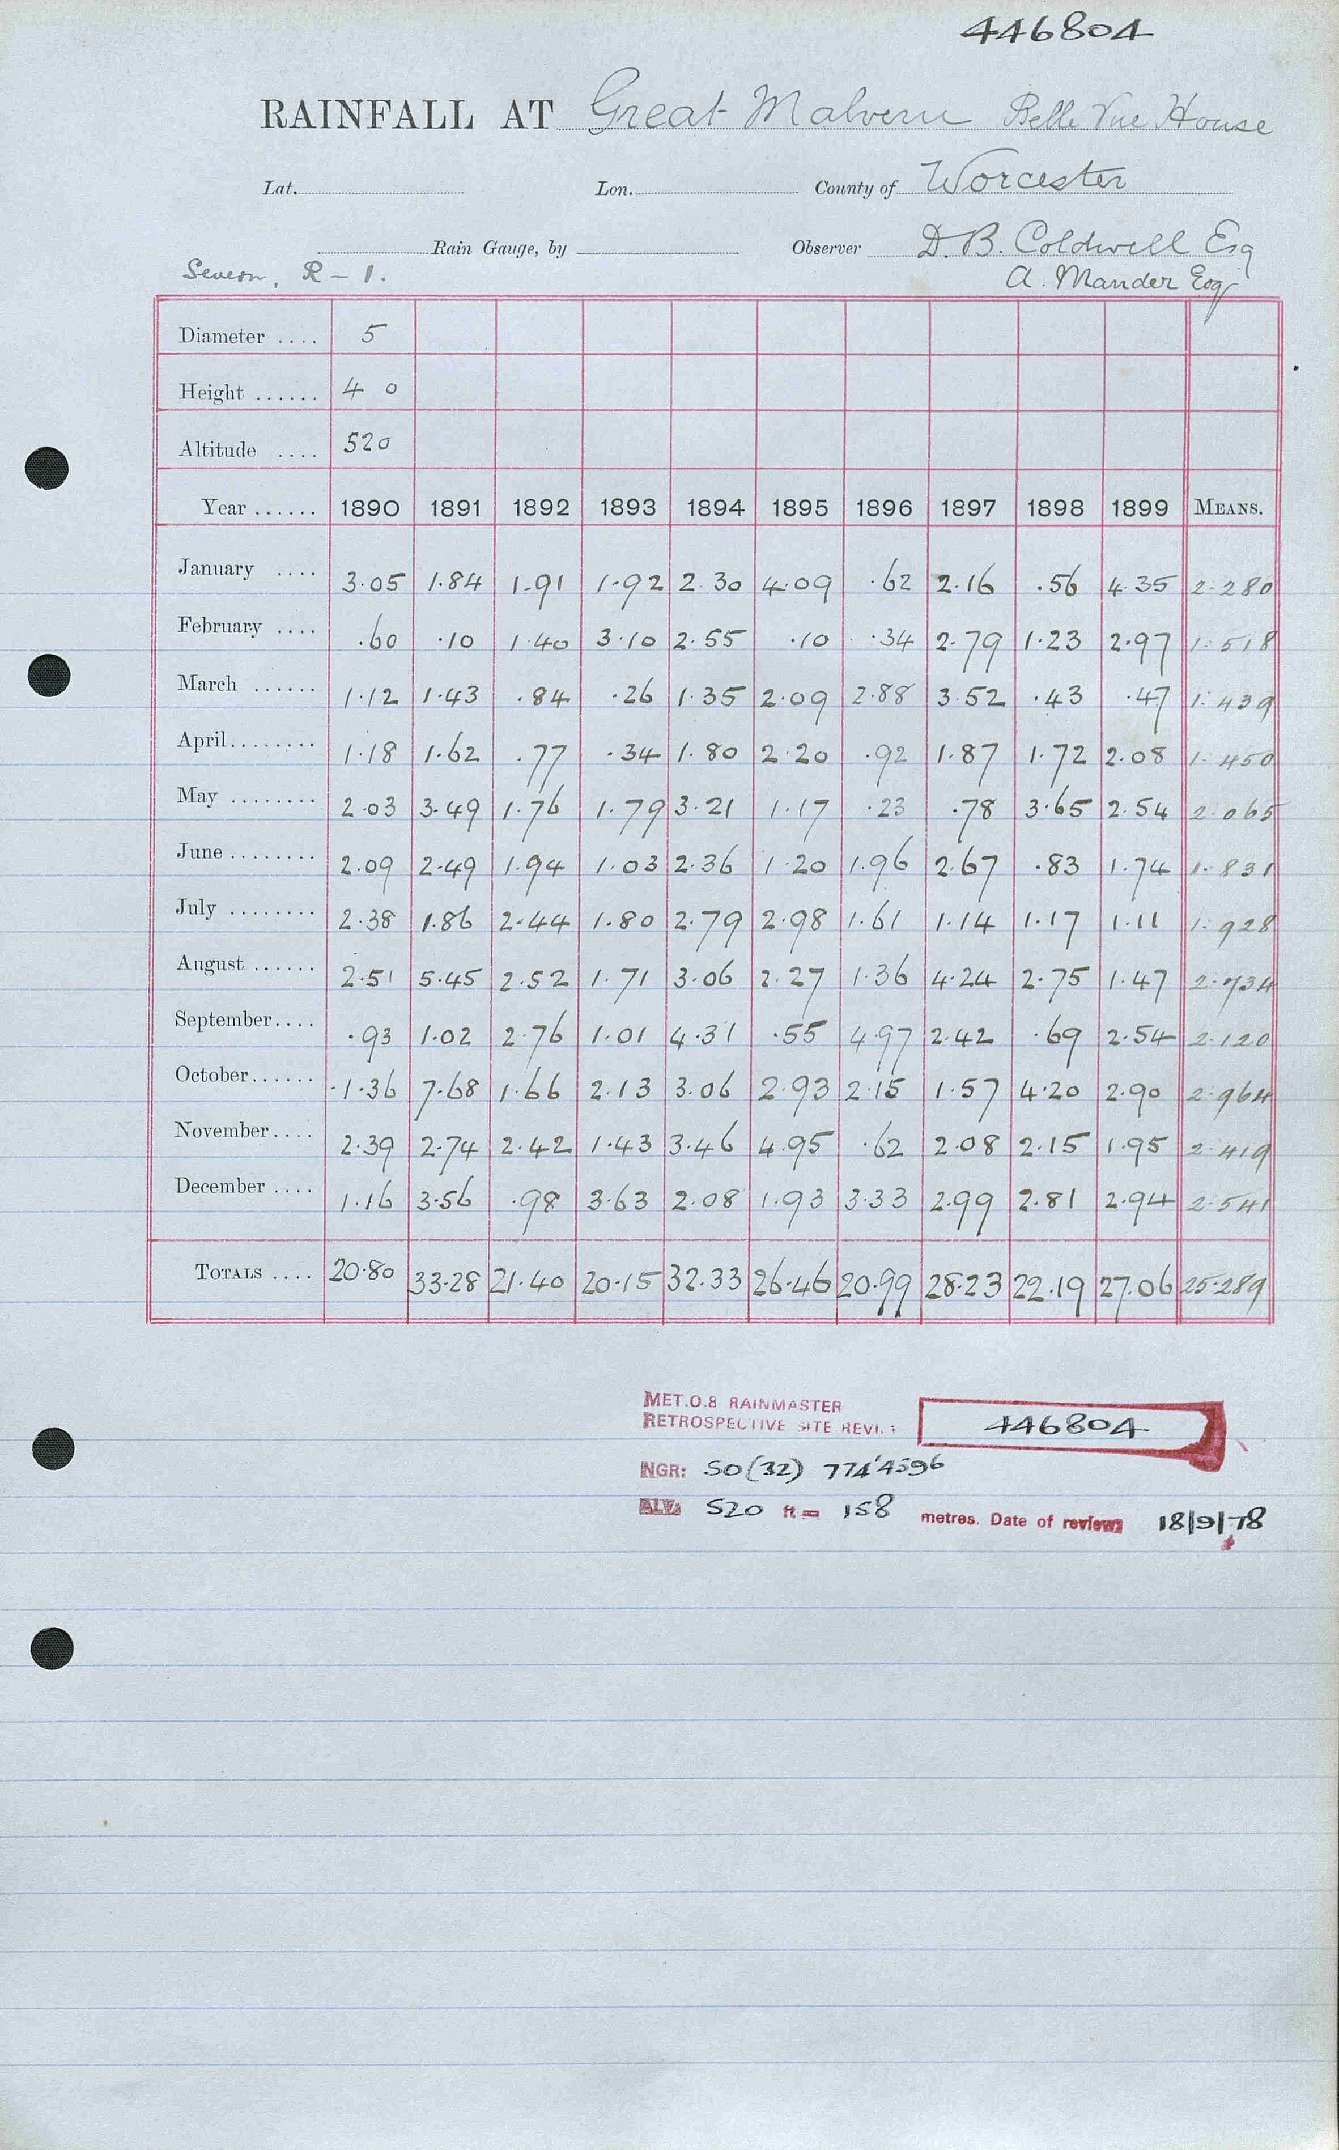 446804
RAINFALL AT Great Malvern Belle Vue House
Lat. Lon. County of Worcester
Rain Gauge, by Observer D.B. Coldwell Esq
Severn, R – 1. A. Mander Esq
Diameter .... 5
Height ...... 4 0
Altitude .... 520
Year ...... 1890 1891 1892 1893 1894 1895 1896 1897 1898 1899 MEANS.
January .... 3.05 1.84 1.91 1.92 2.30 4.09 .62 2.16 .56 4.35 2.280
February .... .60 .10 1.40 3.10 2.55 .10 .34 2.79 1.23 2.97 1.518
March ...... 1.12 1.43 .84 .26 1.35 2.09 2.88 3.52 .43 .47 1.439
April........ 1.18 1.62 .77 .34 1.80 2.20 .92 1.87 1.72 2.08 1.450
May ........ 2.03 3.49 1.76 1.79 3.21 1.17 .23 .78 3.65 2.54 2.065
June ........ 2.09 2.49 1.94 1.03 2.36 1.20 1.96 2.67 .83 1.74 1.831
July ........ 2.38 1.86 2.44 1.80 2.79 2.98 1.61 1.14 1.17 1.11 1.928
August ...... 2.51 5.45 2.52 1.71 3.06 2.27 1.36 4.24 2.75 1.47 2.734
September.... .93 1.02 2.76 1.01 4.31 .55 4.97 2.42 .69 2.54 2.120
October...... 1.36 7.68 1.66 2.13 3.06 2.93 2.15 1.57 4.20 2.90 2.964
November.... 2.39 2.74 2.42 1.43 3.46 4.95 .62 2.08 2.15 1.95 2.419
December .... 1.16 3.56 .98 3.63 2.08 1.93 3.33 2.99 2.81 2.94 2.541
TOTALS .... 20.80 33.28 21.40 20.15 32.33 26.46 20.99 28.23 22.19 27.06 25.289
MET.O.8 RAINMASTER
RETROSPECTIVE SITE 446804
NGR: SO(32) 774'4596
ALT: 520 ft = 158 metres. Date of review 18/9/78